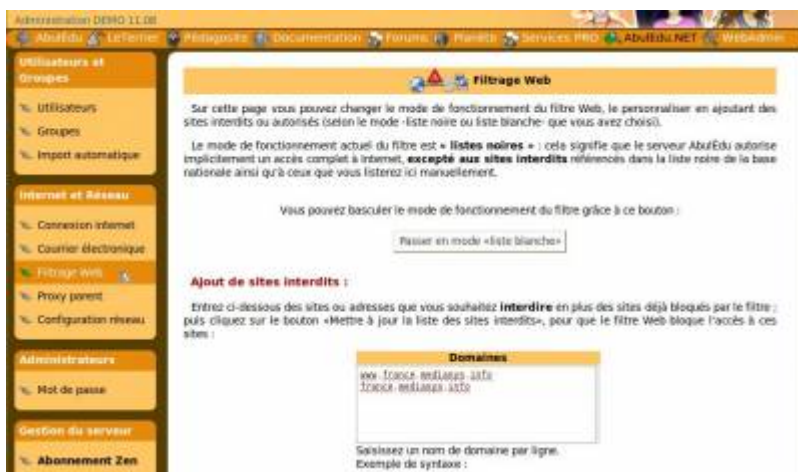 Administration DEMO 11.08
AbulEdu LeTerrier Pédagosite Documentation Forums Planète Services PRO AbulEdu.NET WebAdmin
Utilisateurs et
Groupes
Utilisateurs
Groupes
Import automatique
Internet et Réseau
Connexion internet
Courrier électronique
Filtrage Web
Proxy parent
Configuration réseau
Administrateurs
Mot de passe
Gestion du serveur
Abonnement Zen
Filtrage Web
Sur cette page vous pouvez changer le mode de fonctionnement du filtre Web, le personnaliser en ajoutant des
sites interdits ou autorisés (selon le mode -liste noire ou liste blanche- que vous avez choisi).
Le mode de fonctionnement actuel du filtre est « listes noires » : cela signifie que le serveur AbulEdu autorise
implicitement un accès complet à Internet, excepté aux sites interdits référencés dans la liste noire de la base
nationale ainsi qu'à ceux que vous listerez ici manuellement.
Vous pouvez basculer le mode de fonctionnement du filtre grâce à ce bouton :
Passer en mode «liste blanche»
Ajout de sites interdits :
Entrez ci-dessous des sites ou adresses que vous souhaitez interdire en plus des sites déjà bloqués par le filtre ;
puis cliquez sur le bouton «Mettre à jour la liste des sites interdits», pour que le filtre Web bloque l'accès à ces
sites :
Domaines
www.france.mediases.info
france.mediases.info
Saisissez un nom de domaine par ligne.
Exemple de syntaxe :